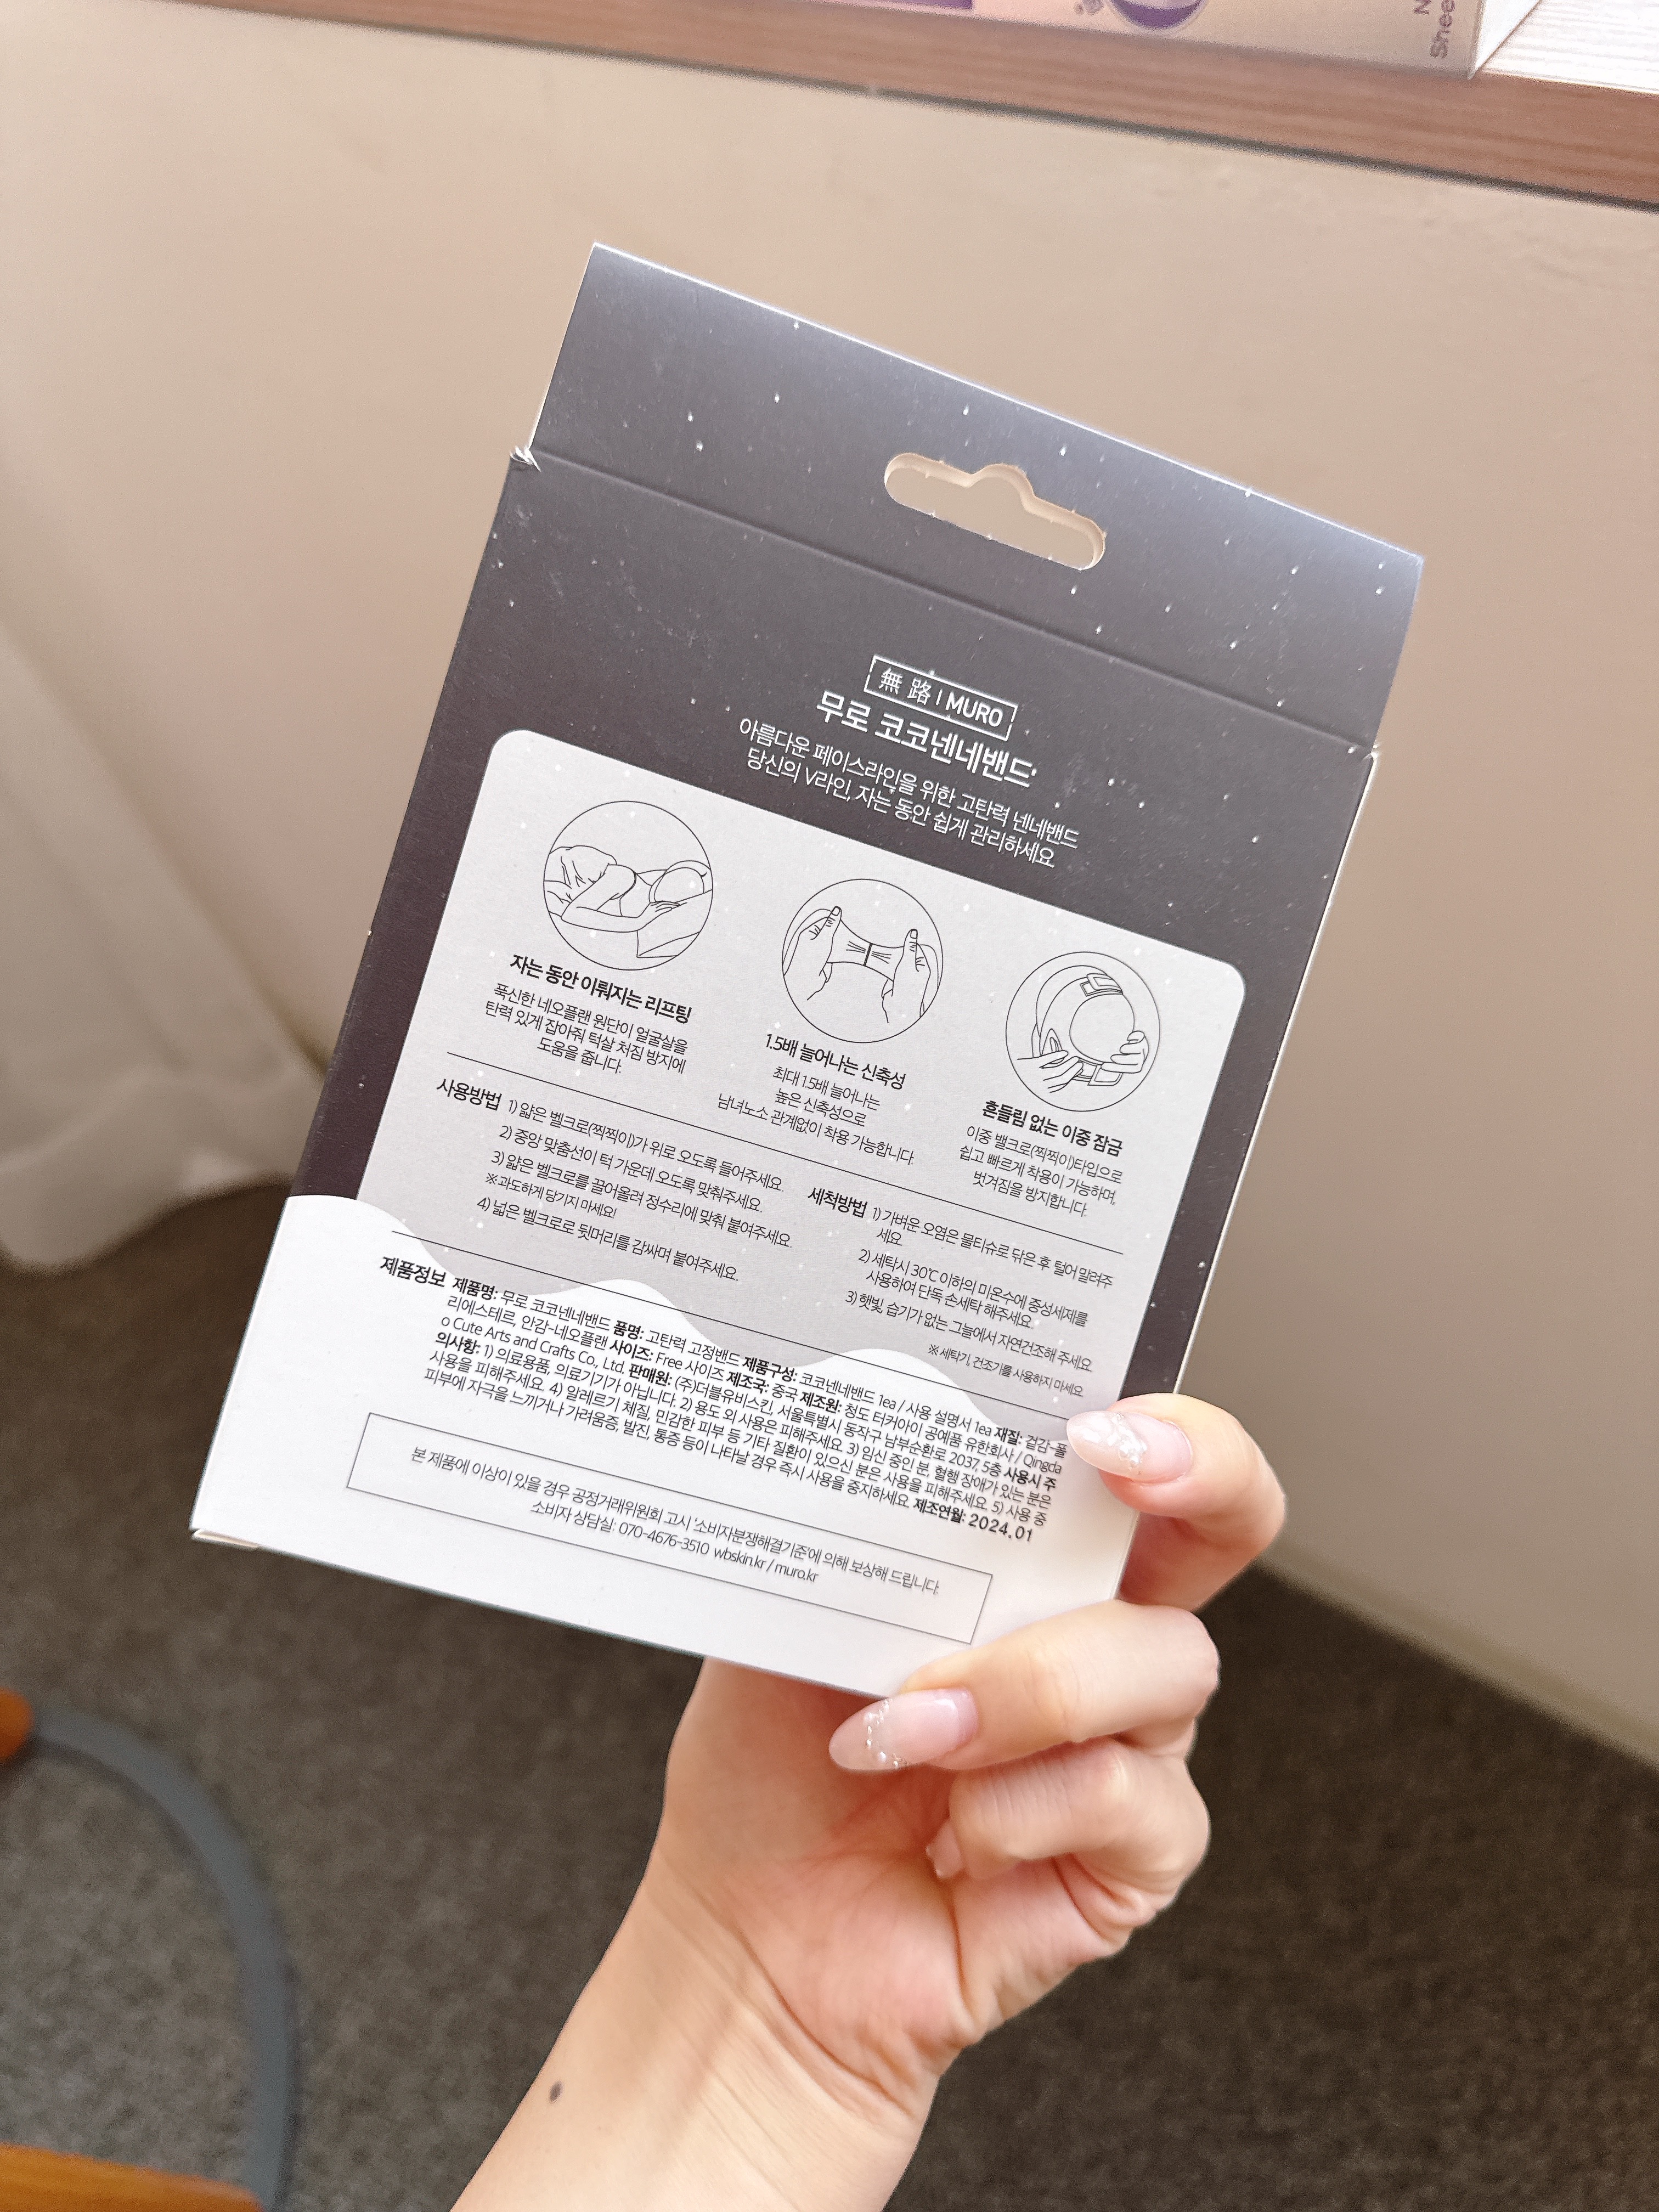 Shee
無 路 | MURO
무로 코코넨네밴드
아름다운 페이스라인을 위한 고탄력 넨네밴드
당신의 V라인, 자는 동안 쉽게 관리하세요.
자는 동안 이뤄지는 리프팅
푹신한 네오플랜 원단이 얼굴살을
탄력 있게 잡아줘 턱살 처짐 방지에
도움을 줍니다.
1.5배 늘어나는 신축성
최대 1.5배 늘어나는
높은 신축성으로
남녀노소 관계없이 착용 가능합니다.
흔들림 없는 이중 잠금
이중 밸크로(찍찍이)타입으로
쉽고 빠르게 착용이 가능하며,
벗겨짐을 방지합니다.
사용방법 1) 얇은 벨크로(찍찍이)가 위로 오도록 들어주세요.
2) 중앙 맞춤선이 턱 가운데 오도록 맞춰주세요.
3) 얇은 벨크로를 끌어올려 정수리에 맞춰 붙여주세요.
※ 과도하게 당기지 마세요!
4) 넓은 벨크로로 뒷머리를 감싸며 붙여주세요.
세척방법 1) 가벼운 오염은 물티슈로 닦은 후 털어 말려주
세요.
2) 세탁시 30℃ 이하의 미온수에 중성세제를
사용하여 단독 손세탁 해주세요.
3) 햇빛, 습기가 없는 그늘에서 자연건조해 주세요.
※ 세탁기, 건조기를 사용하지 마세요.
제품정보 제품명: 무로 코코넨네밴드 품명: 고탄력 고정밴드 제품구성: 코코넨네밴드 1ea / 사용 설명서 1ea 재질: 겉감-폴
리에스테르, 안감-네오플랜 사이즈: Free 사이즈 제조국: 중국 제조원: 청도 터커아이 공예품 유한회사 / Qingda
o Cute Arts and Crafts Co., Ltd. 판매원: (주)더블유비스킨, 서울특별시 동작구 남부순환로 2037, 5층 사용시 주
의사항: 1) 의료용품, 의료기기가 아닙니다. 2) 용도 외 사용은 피해주세요. 3) 임신 중인 분, 혈행 장애가 있는 분은
사용을 피해주세요. 4) 알레르기 체질, 민감한 피부 등 기타 질환이 있으신 분은 사용을 피해주세요. 5) 사용 중
피부에 자극을 느끼거나 가려움증, 발진, 통증 등이 나타날 경우 즉시 사용을 중지하세요. 제조연월: 2024.01
본 제품에 이상이 있을 경우 공정거래위원회 고시 '소비자분쟁해결기준'에 의해 보상해 드립니다.
소비자 상담실: 070-4676-3510 wbskin.kr / muro.kr